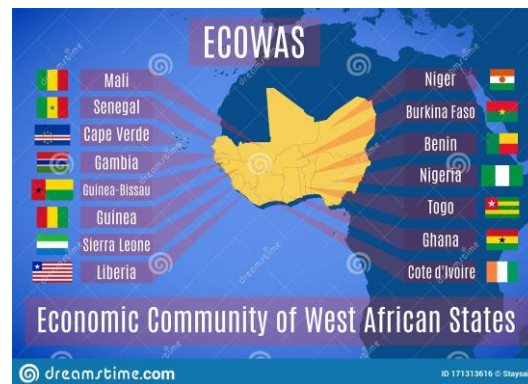 ECOWAS
Mali
Senegal
Cape Verde
Gambia
Guinea-Bissau
Guinea
Sierra Leone
Liberia
Niger
Burkina Faso
Benin
Nigeria
Togo
Ghana
Cote d'Ivoire
Economic Community of West African States
dreamstime.com
ID 171313616 ©